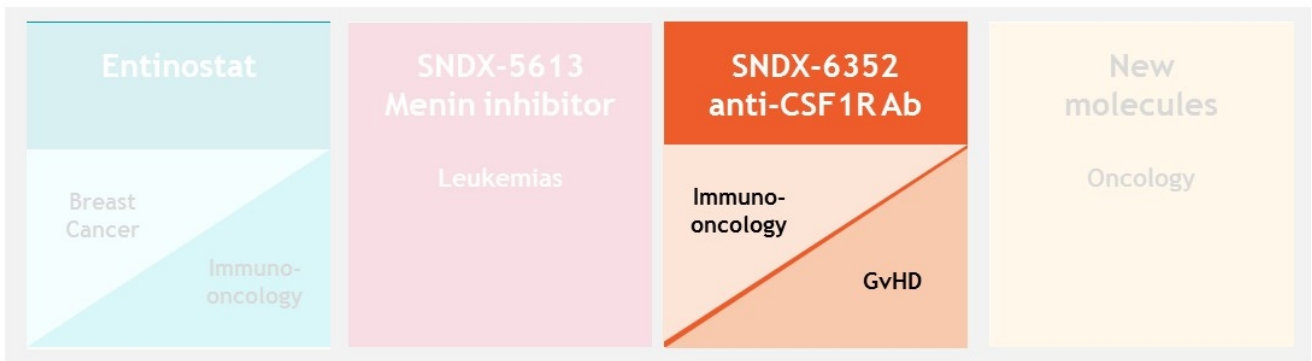 Entinostat
Breast
Cancer
Immuno-
oncology
SNDX-5613
Menin inhibitor
Leukemias
SNDX-6352
anti-CSF1R Ab
Immuno-
oncology
GvHD
New
molecules
Oncology